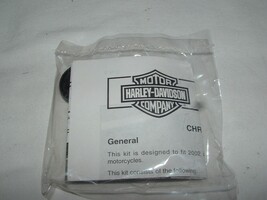 MOTOR
HARLEY-DAVIDSON
COMPANY
CHR
General
This kit is designed to fit 2002
motorcycles.
This kit consists of the following